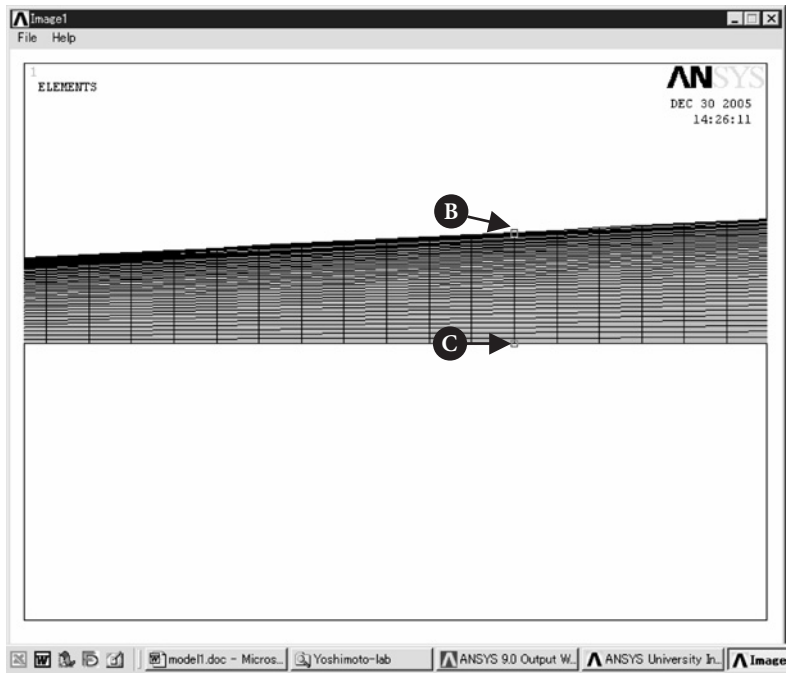 Image1
File Help
1
ELEMENTS
ANSYS
DEC 30 2005
14:26:11
B
C
model1.doc - Micros...
Yoshimoto-lab
ANSYS 9.0 Output W...
ANSYS University In...
Image